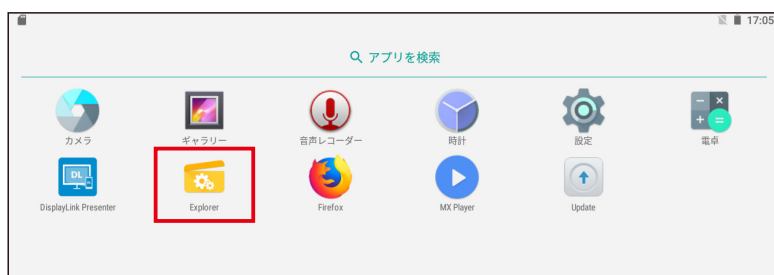 17:05
アプリを検索
カメラ
ギャラリー
音声レコーダー
時計
設定
電卓
DL
DisplayLink Presenter
Explorer
Firefox
MX Player
Update